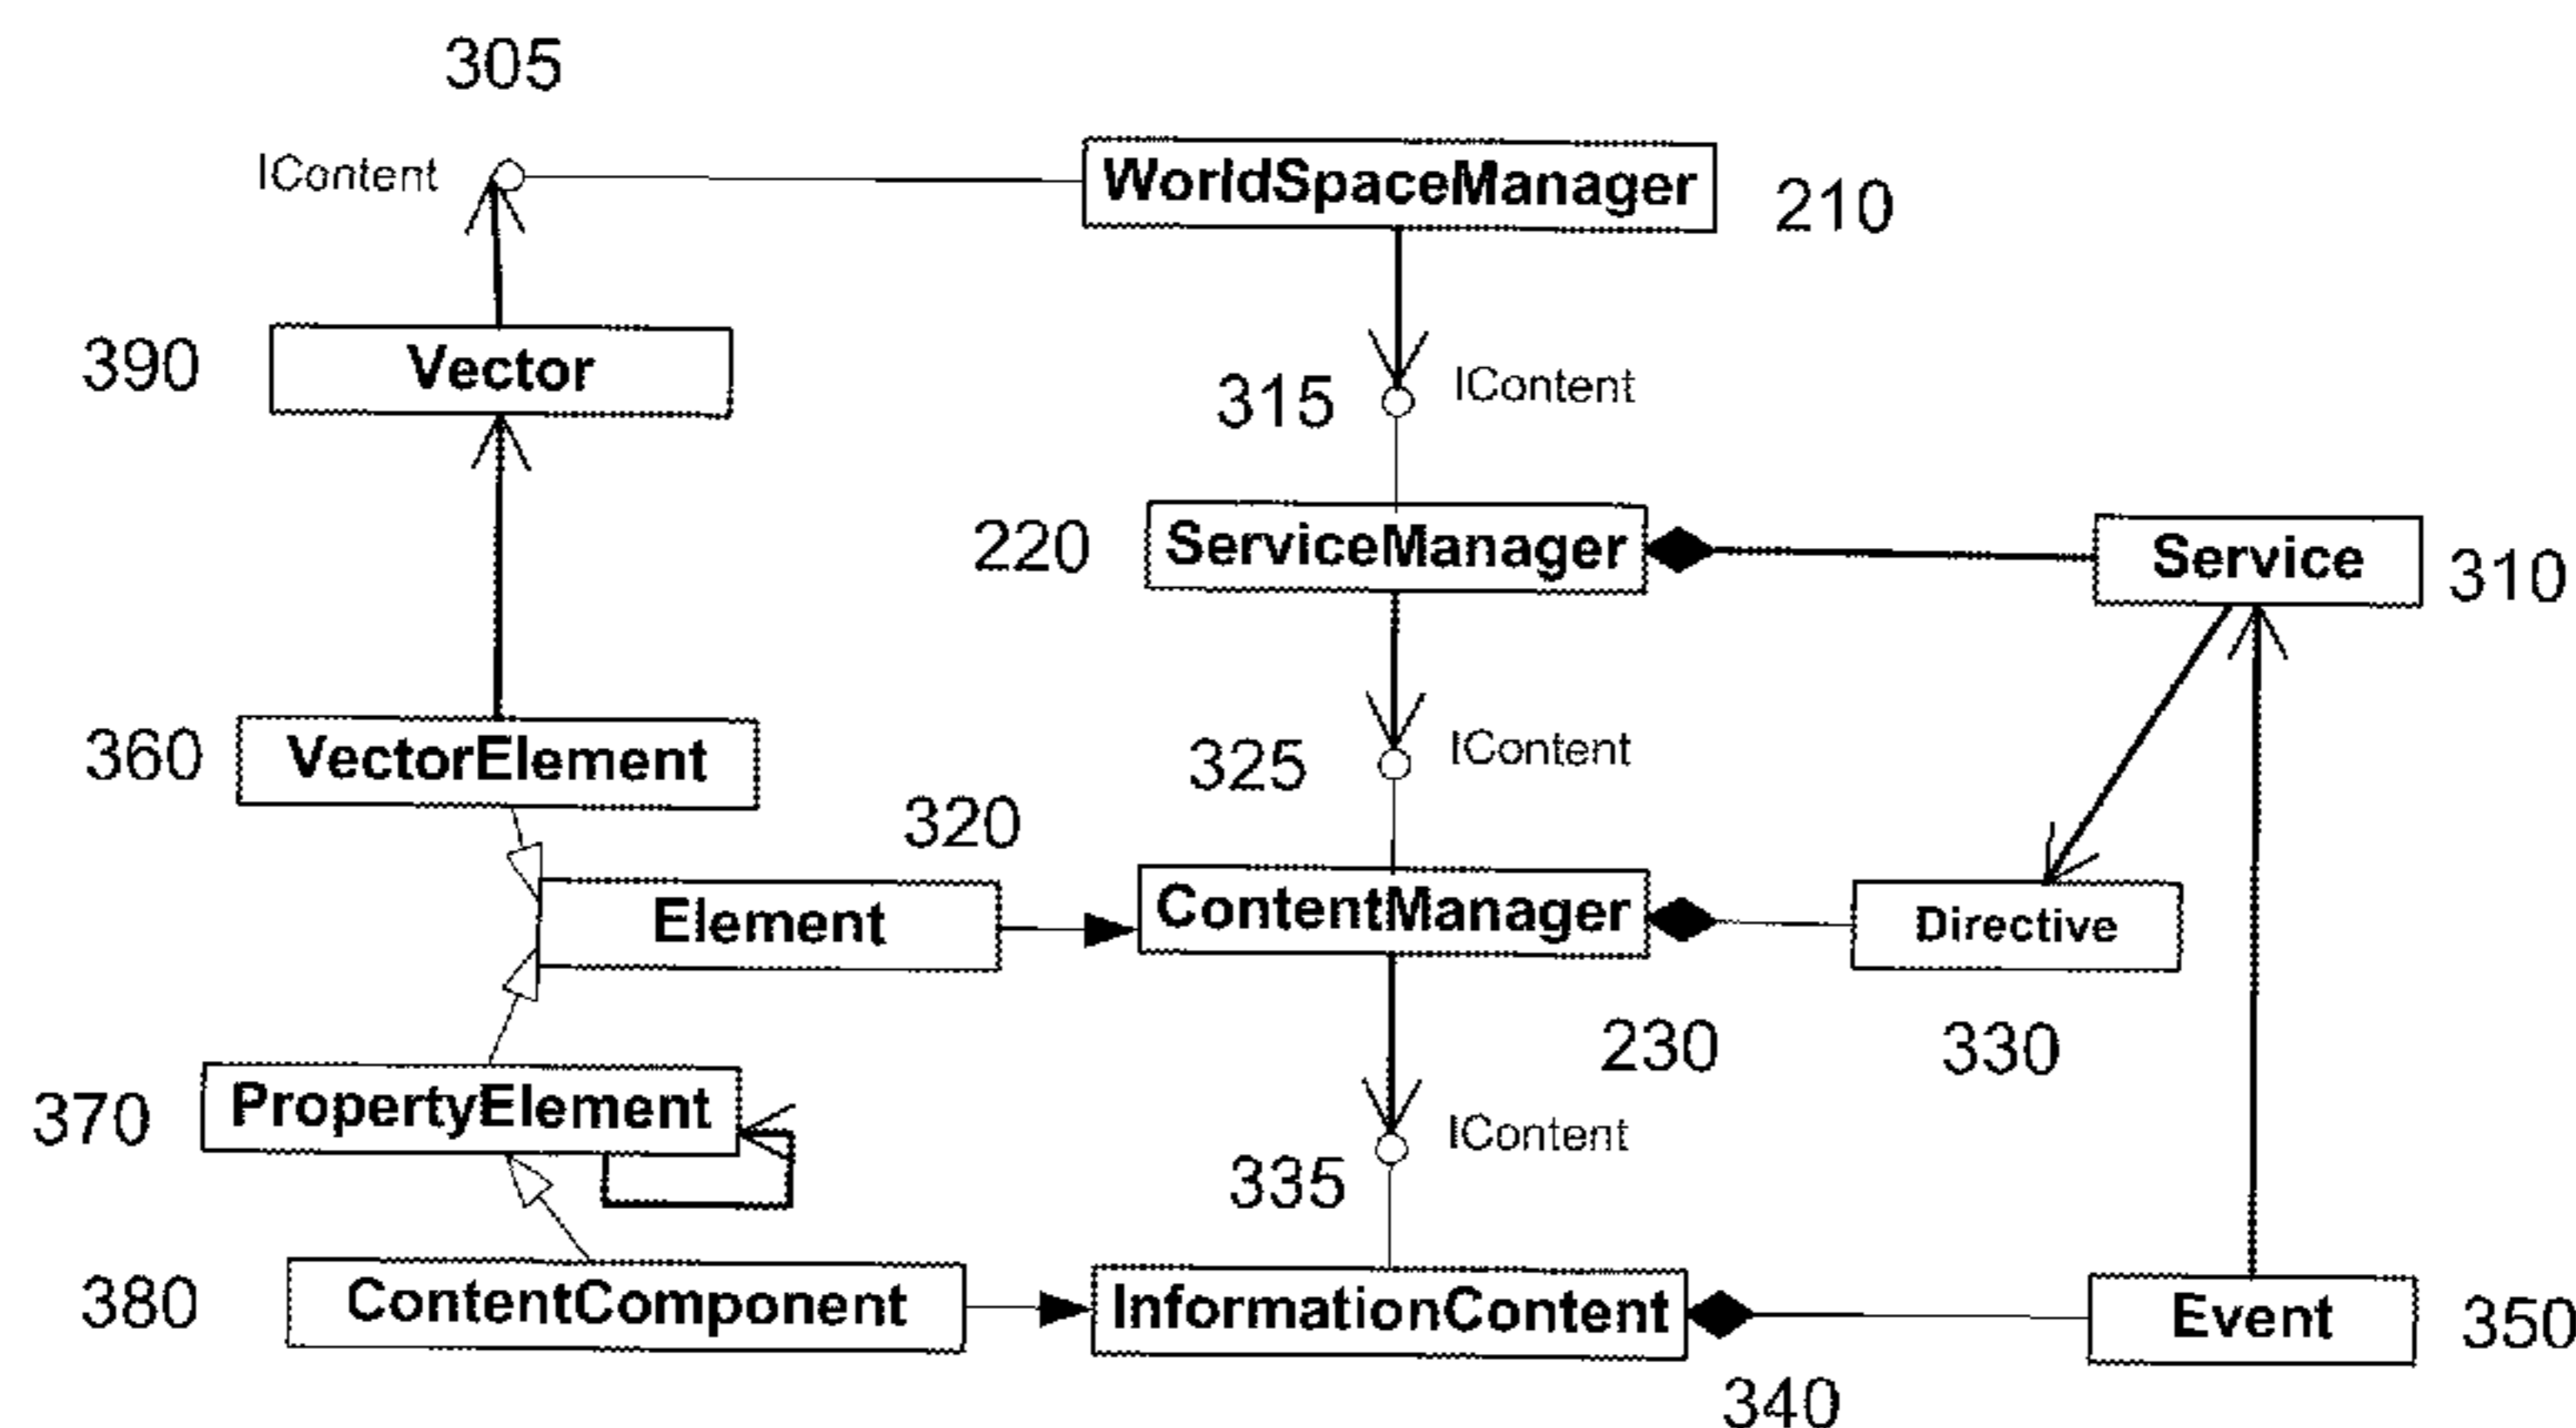 305
IContent
WorldSpaceManager
210
390
Vector
315
IContent
220
ServiceManager
Service
310
360
VectorElement
325
IContent
320
Element
ContentManager
Directive
230
330
370
PropertyElement
335
IContent
380
ContentComponent
InformationContent
Event
350
340